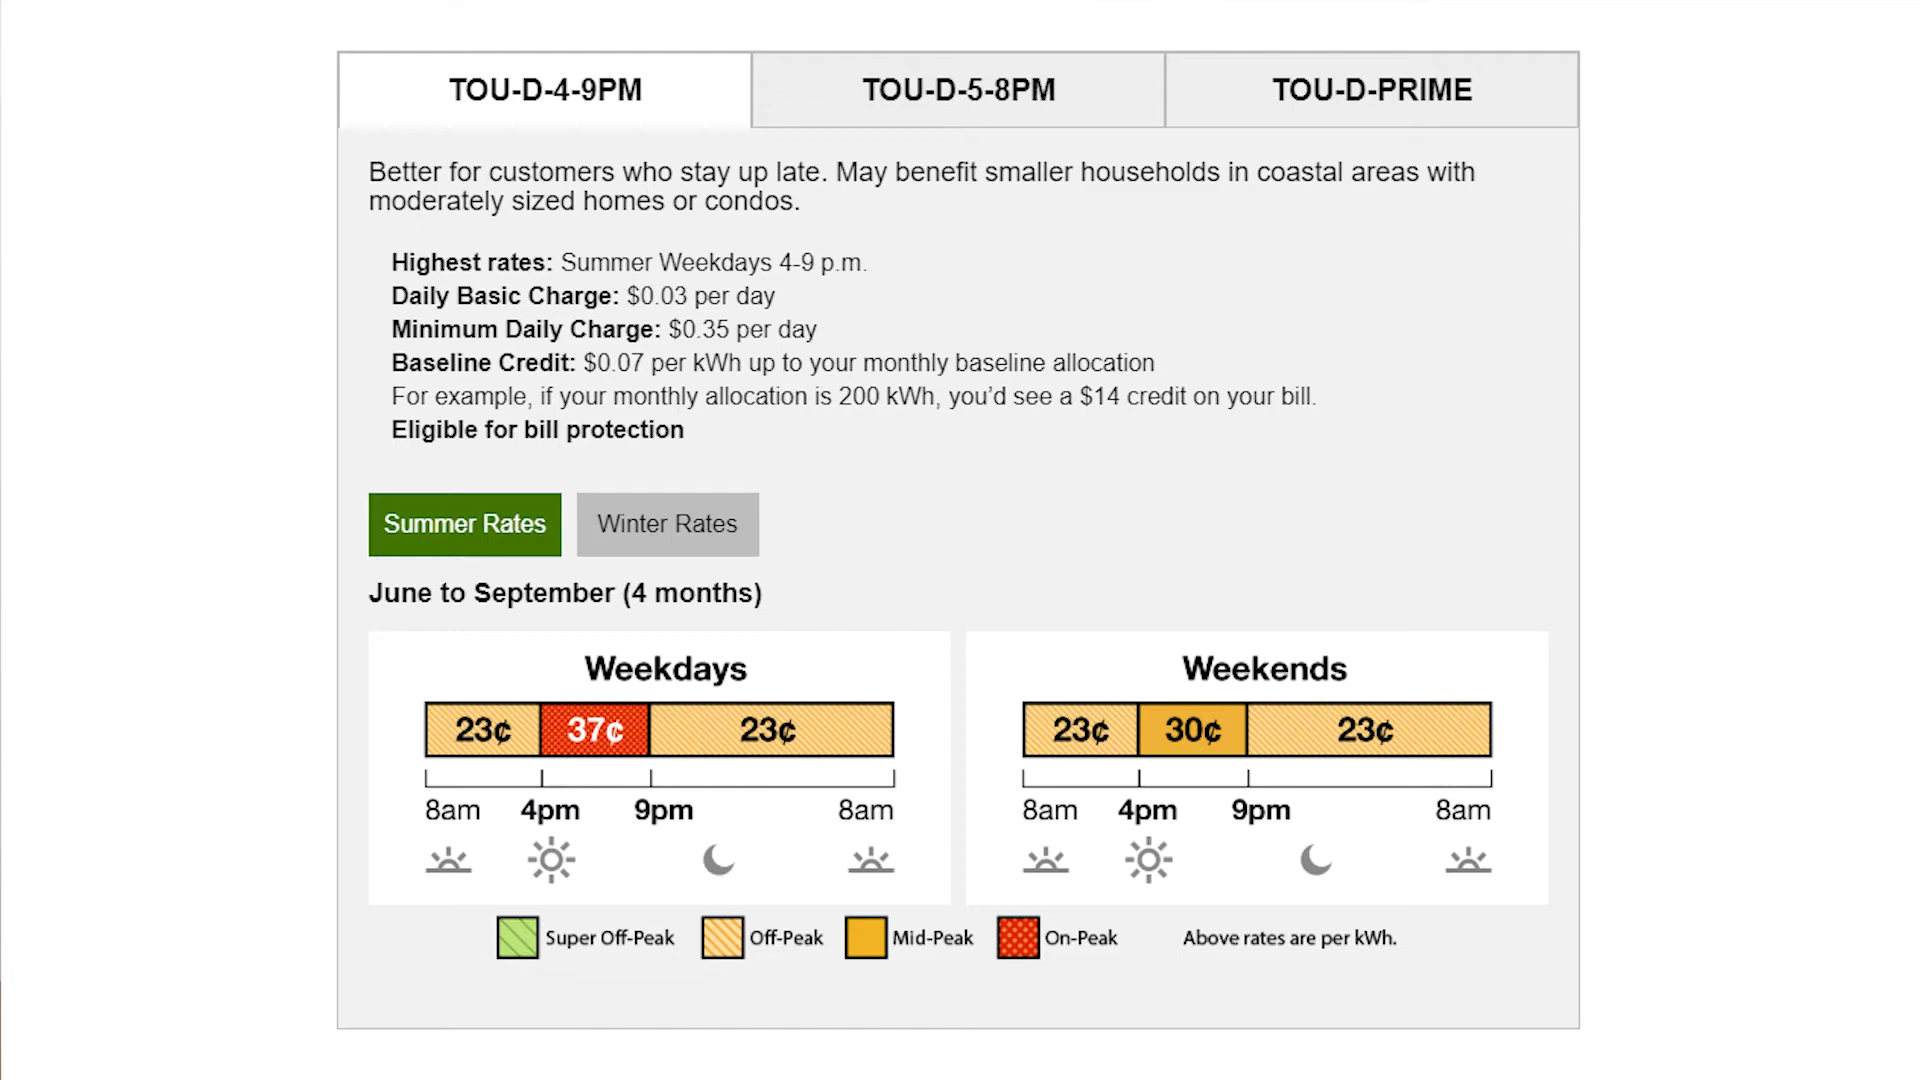 TOU-D-4-9PM TOU-D-5-8PM TOU-D-PRIME
Better for customers who stay up late. May benefit smaller households in coastal areas with
moderately sized homes or condos.
Highest rates: Summer Weekdays 4-9 p.m.
Daily Basic Charge: $0.03 per day
Minimum Daily Charge: $0.35 per day
Baseline Credit: $0.07 per kWh up to your monthly baseline allocation
For example, if your monthly allocation is 200 kWh, you’d see a $14 credit on your bill.
Eligible for bill protection
Summer Rates Winter Rates
June to September (4 months)
Weekdays
23¢ 37¢ 23¢
8am 4pm 9pm 8am
Weekends
23¢ 30¢ 23¢
8am 4pm 9pm 8am
Super Off-Peak Off-Peak Mid-Peak On-Peak Above rates are per kWh.